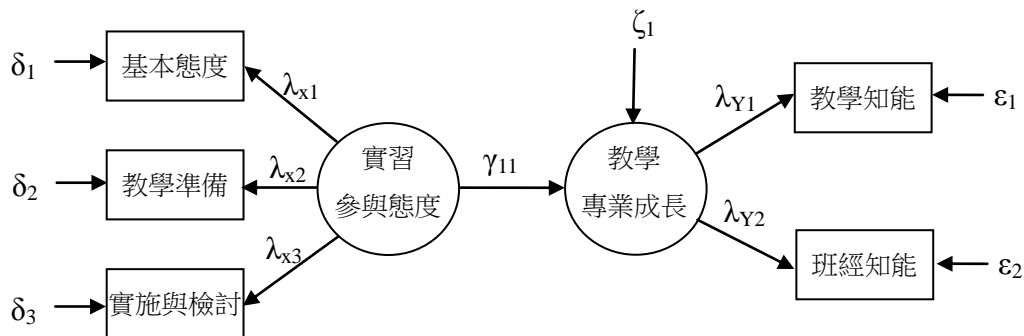 ζ1
δ1
基本態度
λx1
λY1
教學知能
ε1
實習
參與態度
γ11
教學
專業成長
δ2
教學準備
λx2
λx3
λY2
班經知能
ε2
δ3
實施與檢討